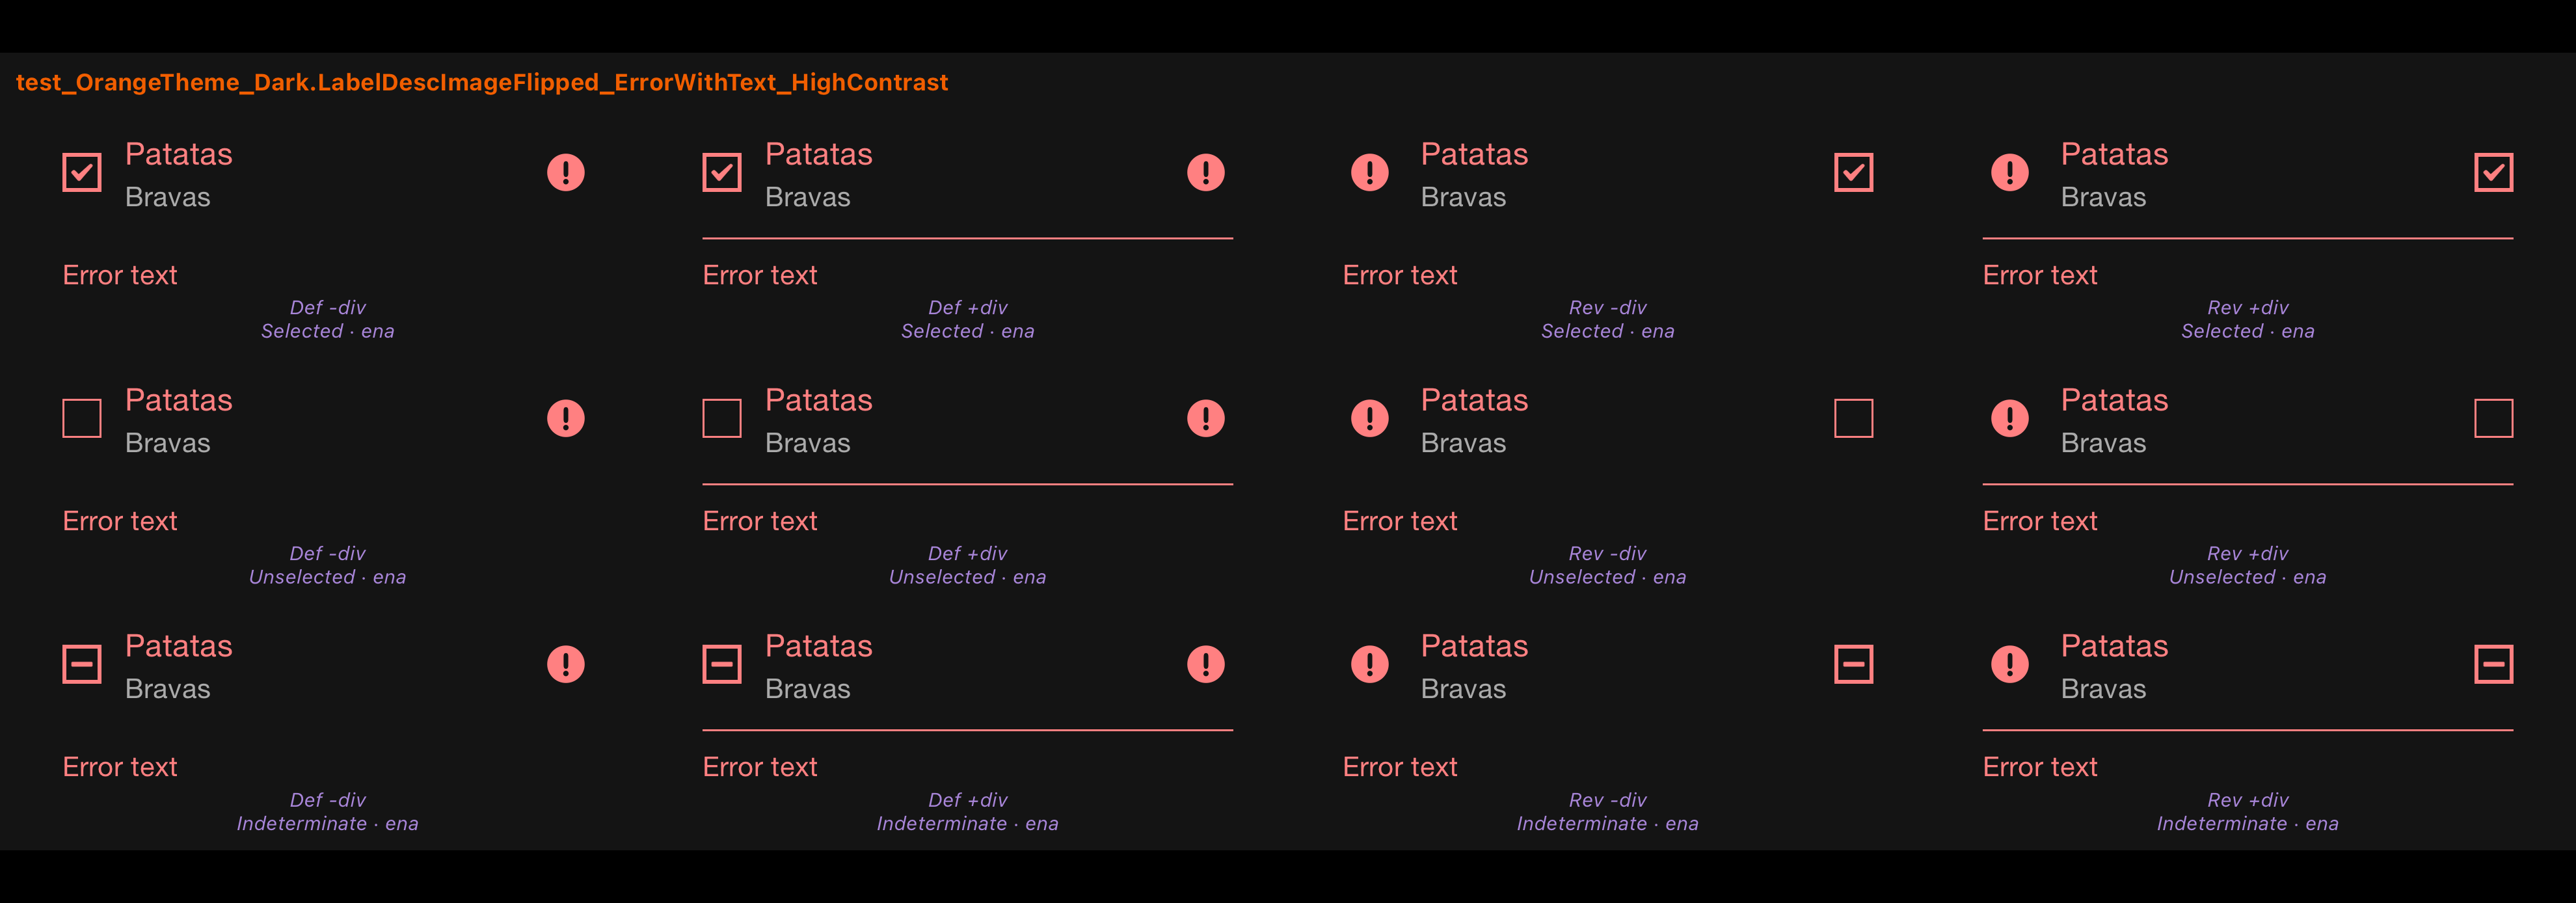 test_OrangeTheme_Dark.LabelDescImageFlipped_ErrorWithText_HighContrast
Patatas
Bravas
Error text
Def -div
Selected · ena
Patatas
Bravas
Error text
Def +div
Selected · ena
Patatas
Bravas
Error text
Rev -div
Selected · ena
Patatas
Bravas
Error text
Rev +div
Selected · ena
Patatas
Bravas
Error text
Def -div
Unselected · ena
Patatas
Bravas
Error text
Def +div
Unselected · ena
Patatas
Bravas
Error text
Rev -div
Unselected · ena
Patatas
Bravas
Error text
Rev +div
Unselected · ena
Patatas
Bravas
Error text
Def -div
Indeterminate · ena
Patatas
Bravas
Error text
Def +div
Indeterminate · ena
Patatas
Bravas
Error text
Rev -div
Indeterminate · ena
Patatas
Bravas
Error text
Rev +div
Indeterminate · ena